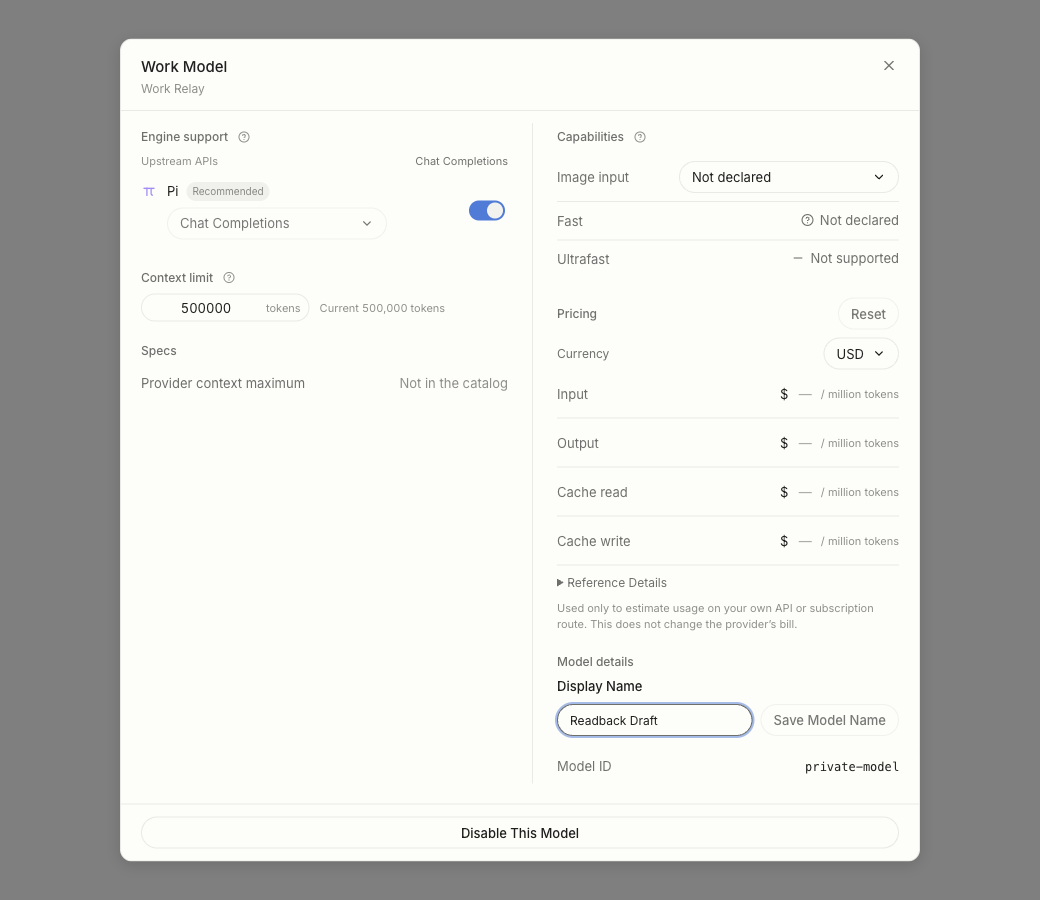 Work Model
Work Relay
Engine support
Upstream APIs
Chat Completions
Pi
Recommended
Chat Completions
Context limit
500000 tokens
Current 500,000 tokens
Specs
Provider context maximum
Not in the catalog
Capabilities
Image input
Not declared
Fast
Not declared
Ultrafast
— Not supported
Pricing
Reset
Currency
USD
Input
$ — / million tokens
Output
$ — / million tokens
Cache read
$ — / million tokens
Cache write
$ — / million tokens
Reference Details
Used only to estimate usage on your own API or subscription
route. This does not change the provider’s bill.
Model details
Display Name
Readback Draft
Save Model Name
Model ID
private-model
Disable This Model